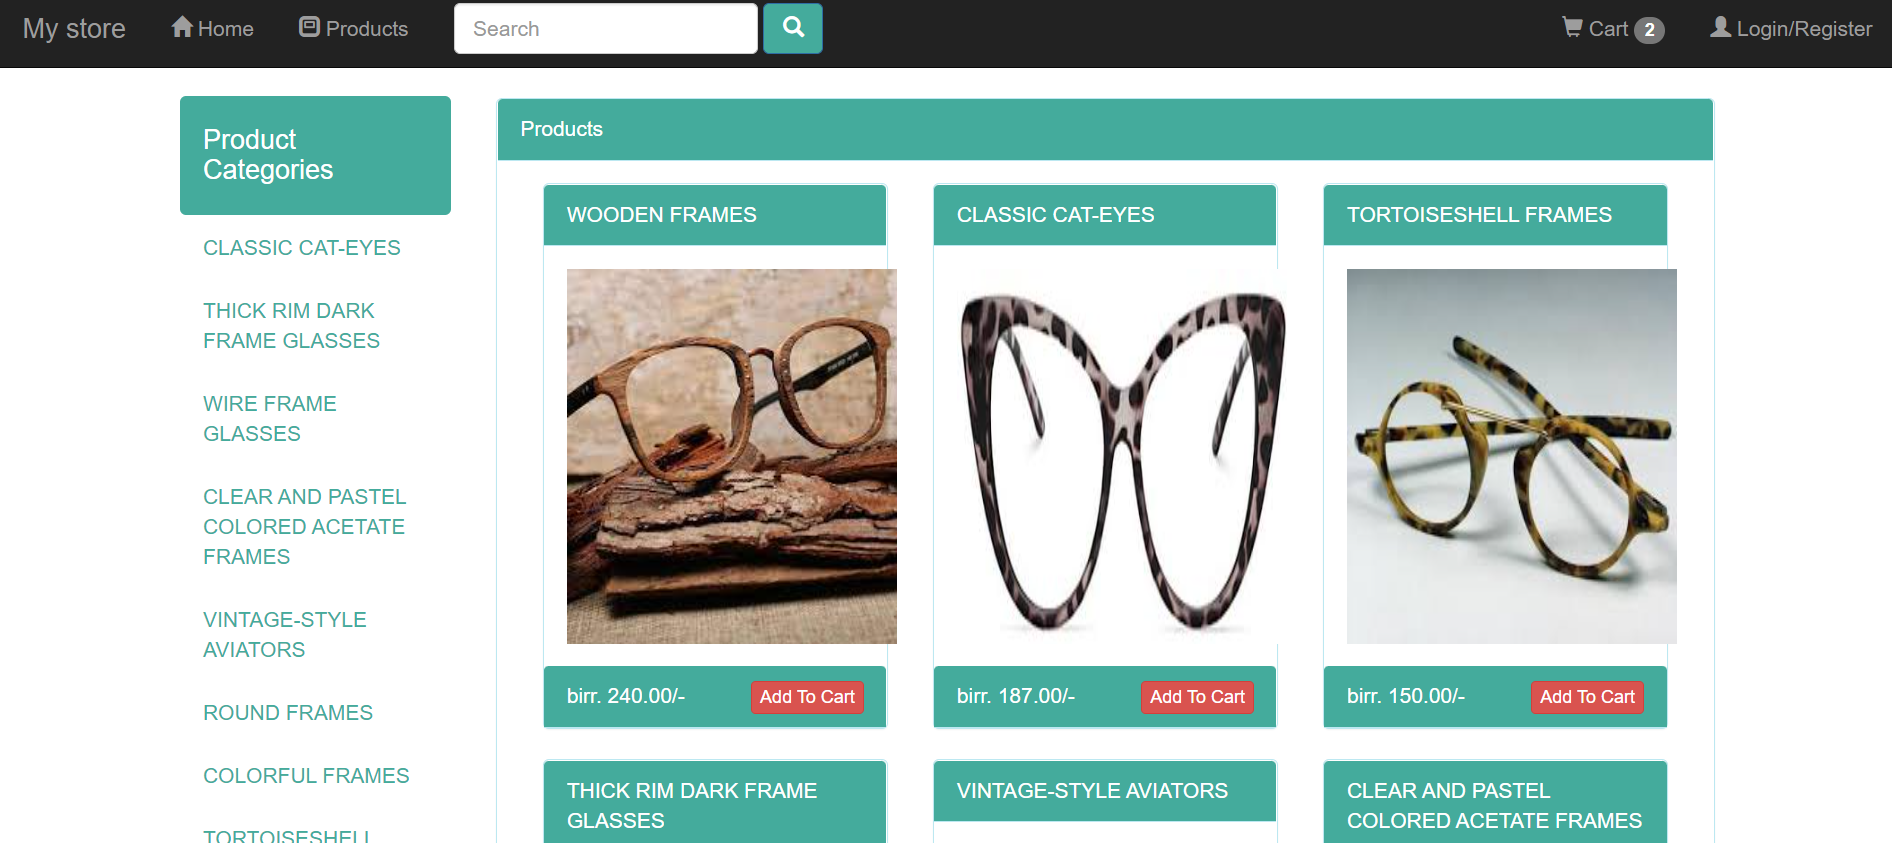 My store Home Products Search Cart 2 Login/Register
Product
Categories
CLASSIC CAT-EYES
THICK RIM DARK
FRAME GLASSES
WIRE FRAME
GLASSES
CLEAR AND PASTEL
COLORED ACETATE
FRAMES
VINTAGE-STYLE
AVIATORS
ROUND FRAMES
COLORFUL FRAMES
TORTOISESHELL
Products
WOODEN FRAMES
birr. 240.00/- Add To Cart
CLASSIC CAT-EYES
birr. 187.00/- Add To Cart
TORTOISESHELL FRAMES
birr. 150.00/- Add To Cart
THICK RIM DARK FRAME
GLASSES
VINTAGE-STYLE AVIATORS
CLEAR AND PASTEL
COLORED ACETATE FRAMES